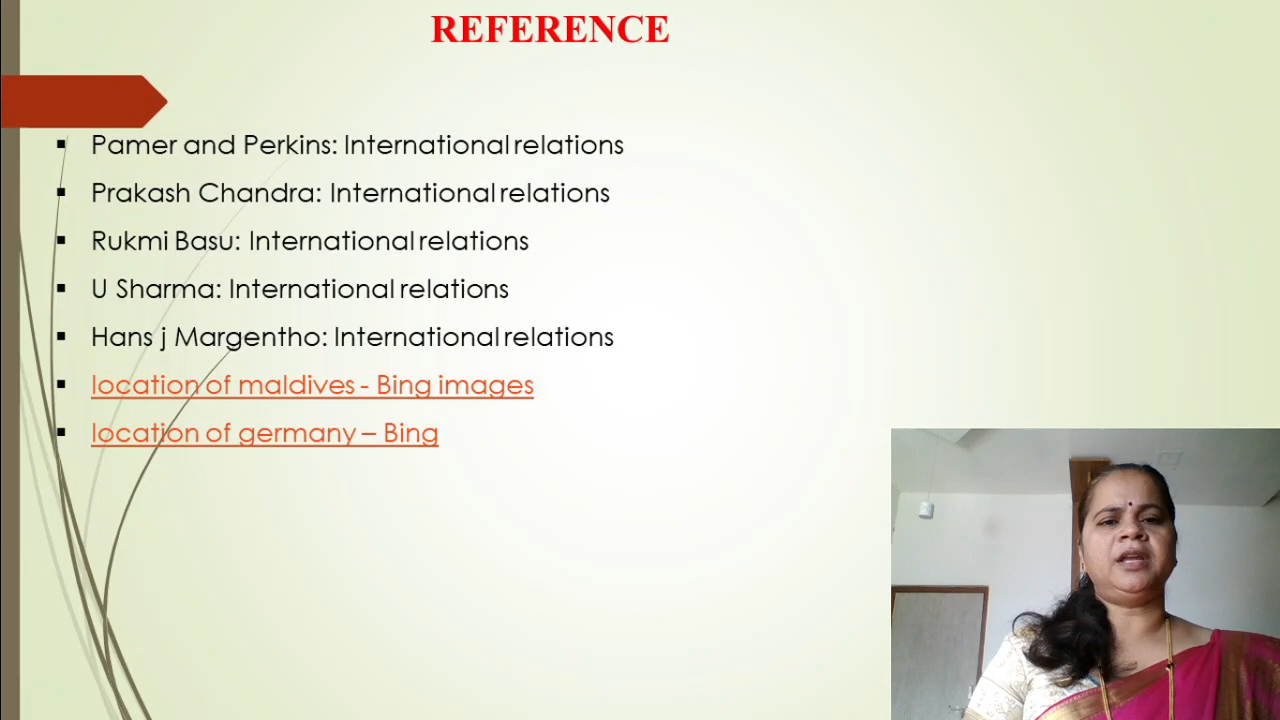 REFERENCE
Pamer and Perkins: International relations
Prakash Chandra: International relations
Rukmi Basu: International relations
U Sharma: International relations
Hans j Margentho: International relations
location of maldives - Bing images
location of germany – Bing